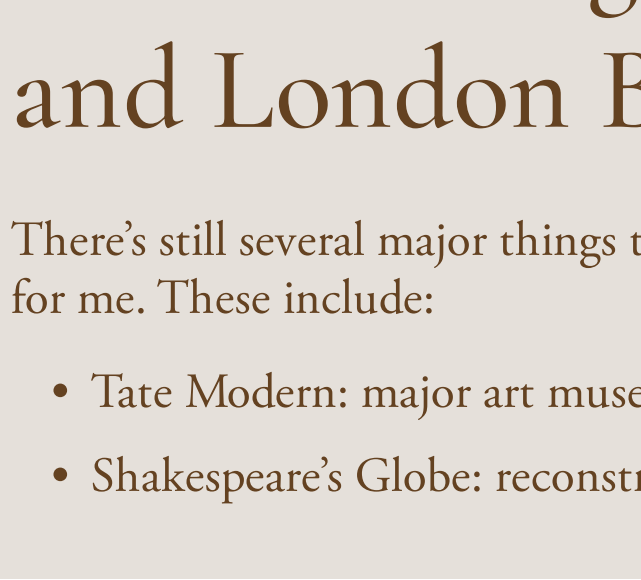 and London
There’s still several major things
for me. These include:
• Tate Modern: major art
• Shakespeare’s Globe: